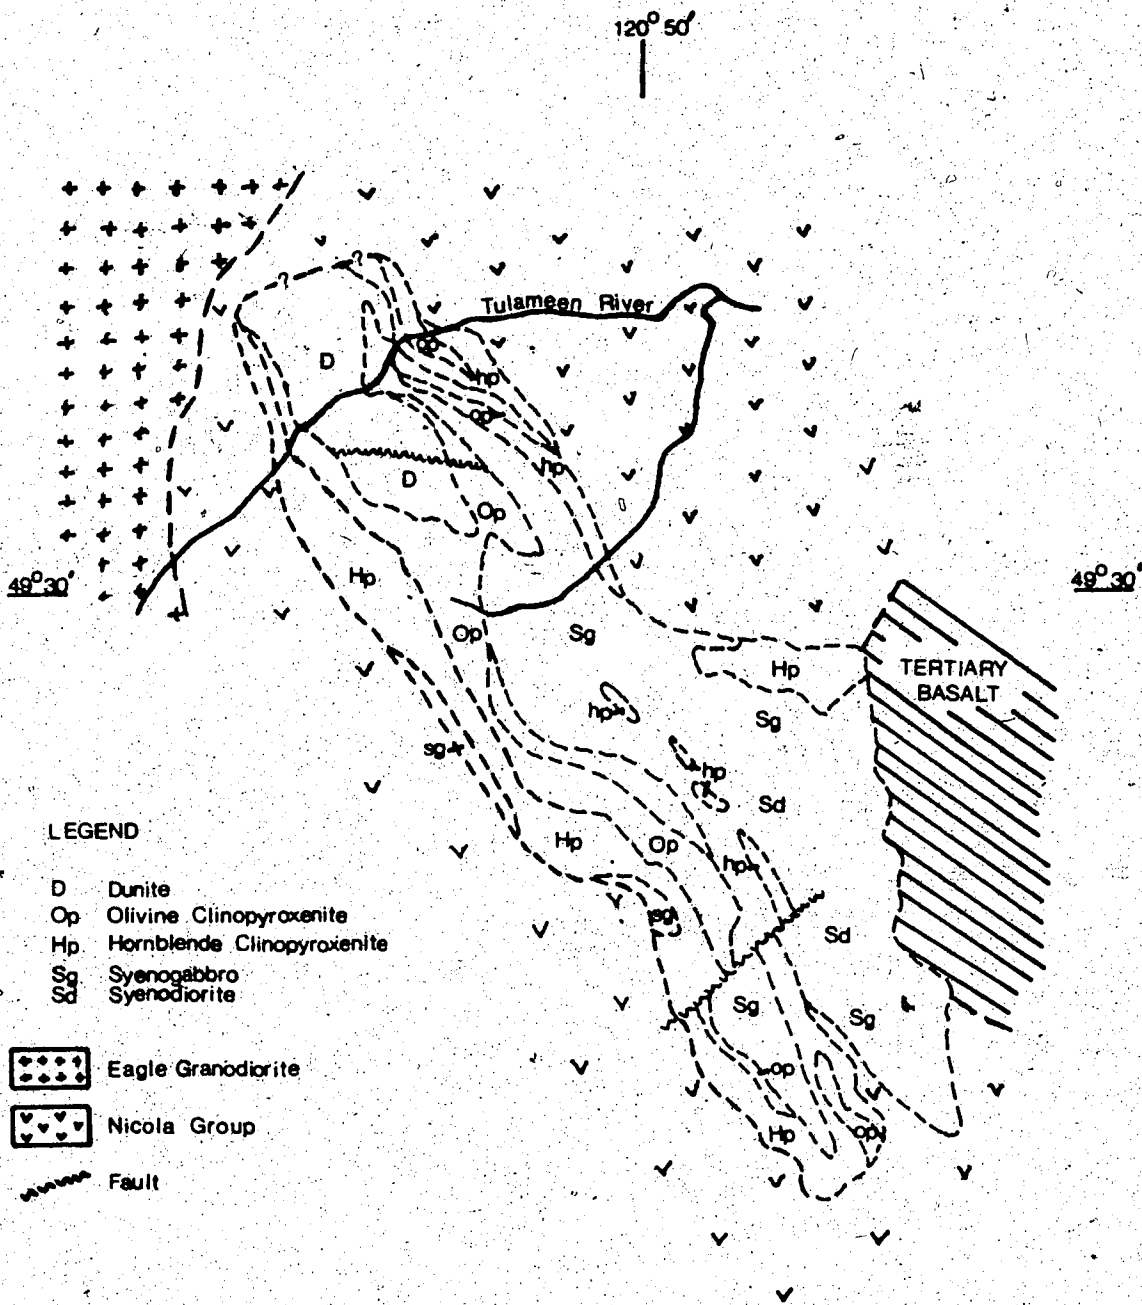 120° 50′
Tulameen River
D
op
hp
op
hp
D
Op
49° 30′
49° 30′
Hp
Op
Sg
Hp
TERTIARY
BASALT
hp
Sg
sg
hp
Sd
LEGEND
Hp
Op
hp
D Dunite
Op Olivine Clinopyroxenite
Hp Hornblende Clinopyroxenite
Sg Syenogabbro
Sd Syenodiorite
sg
Sd
Sg
Sg
Eagle Granodiorite
op
Nicola Group
Hp
op
Fault
?
?